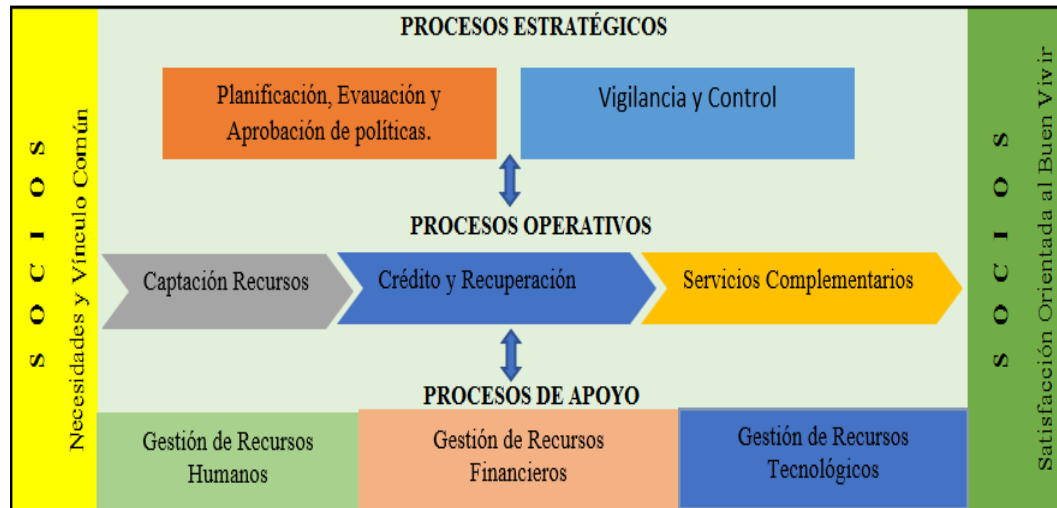 PROCESOS ESTRATÉGICOS
Planificación, Evauación y
Aprobación de políticas.
Vigilancia y Control
PROCESOS OPERATIVOS
Captación Recursos
Crédito y Recuperación
Servicios Complementarios
PROCESOS DE APOYO
Gestión de Recursos
Humanos
Gestión de Recursos
Financieros
Gestión de Recursos
Tecnológicos
SOCIOS
Necesidades y Vínculo Común
SOCIOS
Satisfacción Orientada al Buen Vivir